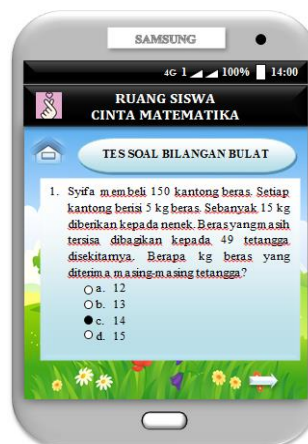 SAMSUNG
4G 1 100% 14:00
RUANG SISWA
CINTA MATEMATIKA
TES SOAL BILANGAN BULAT
1. Syifa membeli 150 kantong beras. Setiap
kantong berisi 5 kg beras. Sebanyak 15 kg
diberikan kepada nenek. Beras yang masih
tersisa dibagikan kepada 49 tetangga
disekitarnya. Berapa kg beras yang
diterima masing-masing tetangga?
a. 12
b. 13
c. 14
d. 15